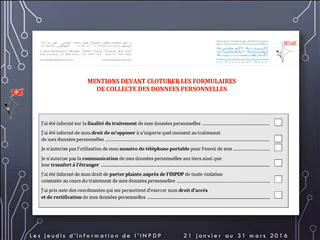 MENTIONS DEVANT CLOTURER LES FORMULAIRES
DE COLLECTE DES DONNEES PERSONNELLES
J'ai été informé sur la finalité du traitement de mes données personnelles
J'ai été informé de mon droit de m'opposer à n'importe quel moment au traitement
de mes données personnelles
Je n'autorise pas l'utilisation de mon numéro de téléphone portable pour l'envoi de msn
Je n'autorise pas la communication de mes données personnelles aux tiers ainsi que
leur transfert à l'étranger
J'ai été informé de mon droit de porter plainte auprès de l'INPDP de toute violation
constatée au cours du traitement de mes données personnelles
J'ai pris note des coordonnées qui me permettent d'exercer mon droit d'accès
et de rectification de mes données personnelles
Les jeudis d'information de l'INPDP 21 janvier au 31 mars 2016